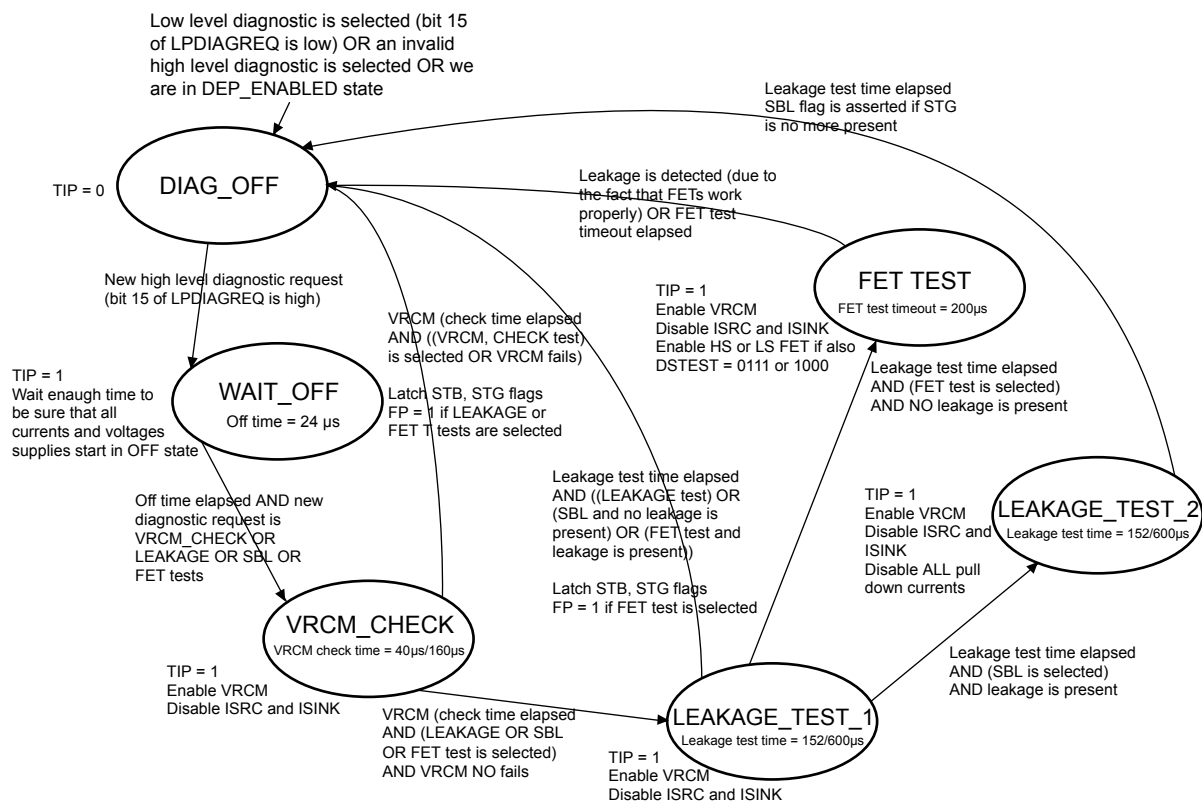 Low level diagnostic is selected (bit 15
of LPDIAGREQ is low) OR an invalid
high level diagnostic is selected OR we
are in DEP_ENABLED state
Leakage test time elapsed
SBL flag is asserted if STG
is no more present
DIAG_OFF
TIP = 0
Leakage is detected (due to
the fact that FETs work
properly) OR FET test
timeout elapsed
New high level diagnostic request
(bit 15 of LPDIAGREQ is high)
FET TEST
FET test timeout = 200µs
TIP = 1
Enable VRCM
Disable ISRC and ISINK
Enable HS or LS FET if also
DSTEST = 0111 or 1000
VRCM (check time elapsed
AND ((VRCM, CHECK test)
is selected OR VRCM fails)
Latch STB, STG flags
FP = 1 if LEAKAGE or
FET T tests are selected
TIP = 1
Wait enaugh time to
be sure that all
currents and voltages
supplies start in OFF state
WAIT_OFF
Off time = 24 µs
Leakage test time elapsed
AND (FET test is selected)
AND NO leakage is present
Off time elapsed AND new
diagnostic request is
VRCM_CHECK OR
LEAKAGE OR SBL OR
FET tests
Leakage test time elapsed
AND ((LEAKAGE test) OR
(SBL and no leakage is
present) OR (FET test and
leakage is present))
Latch STB, STG flags
FP = 1 if FET test is selected
TIP = 1
Enable VRCM
Disable ISRC and
ISINK
Disable ALL pull
down currents
LEAKAGE_TEST_2
Leakage test time = 152/600µs
VRCM_CHECK
VRCM check time = 40µs/160µs
TIP = 1
Enable VRCM
Disable ISRC and ISINK
Leakage test time elapsed
AND (SBL is selected)
AND leakage is present
VRCM (check time elapsed
AND (LEAKAGE OR SBL
OR FET test is selected)
AND VRCM NO fails
LEAKAGE_TEST_1
Leakage test time = 152/600µs
TIP = 1
Enable VRCM
Disable ISRC and ISINK